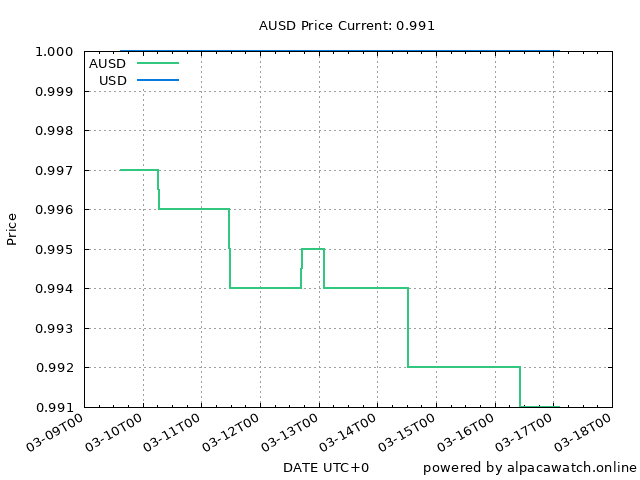 AUSD Price Current: 0.991
1.000
AUSD
USD
0.999
0.998
0.997
0.996
0.995
0.994
0.993
0.992
0.991
Price
03-09T00
03-10T00
03-11T00
03-12T00
03-13T00
03-14T00
03-15T00
03-16T00
03-17T00
03-18T00
DATE UTC+0
powered by alpacawatch.online